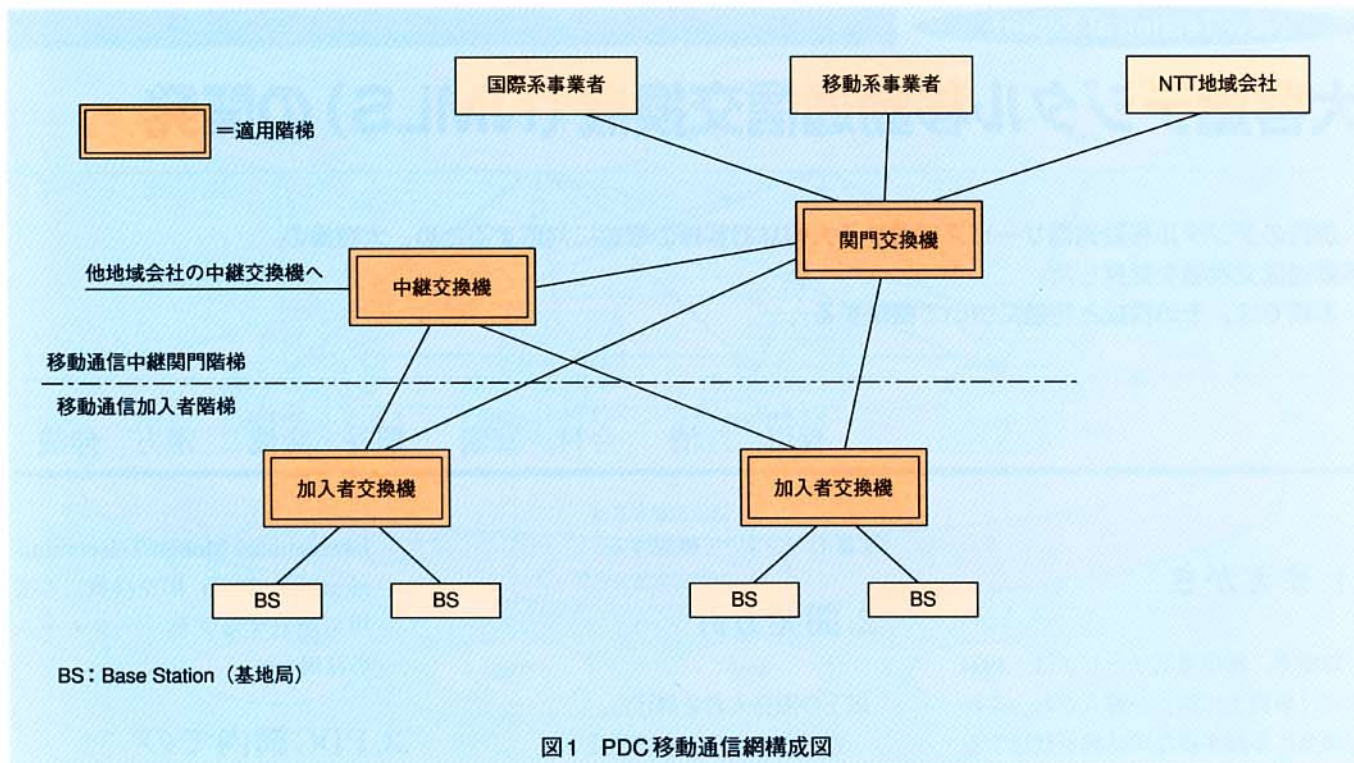 国際系事業者
移動系事業者
NTT地域会社
=適用階梯
関門交換機
他地域会社の中継交換機へ
中継交換機
移動通信中継関門階梯
移動通信加入者階梯
加入者交換機
加入者交換機
BS
BS
BS
BS
BS:Base Station(基地局)
図1 PDC移動通信網構成図